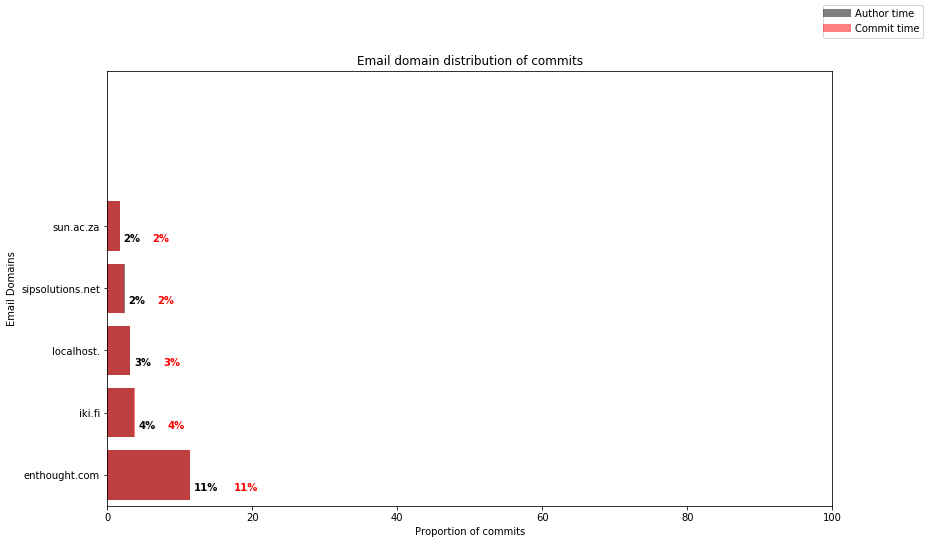 Author time
Commit time
Email domain distribution of commits
Email Domains
sun.ac.za
2% 2%
sipsolutions.net
2% 2%
localhost.
3% 3%
iki.fi
4% 4%
enthought.com
11% 11%
0 20 40 60 80 100
Proportion of commits